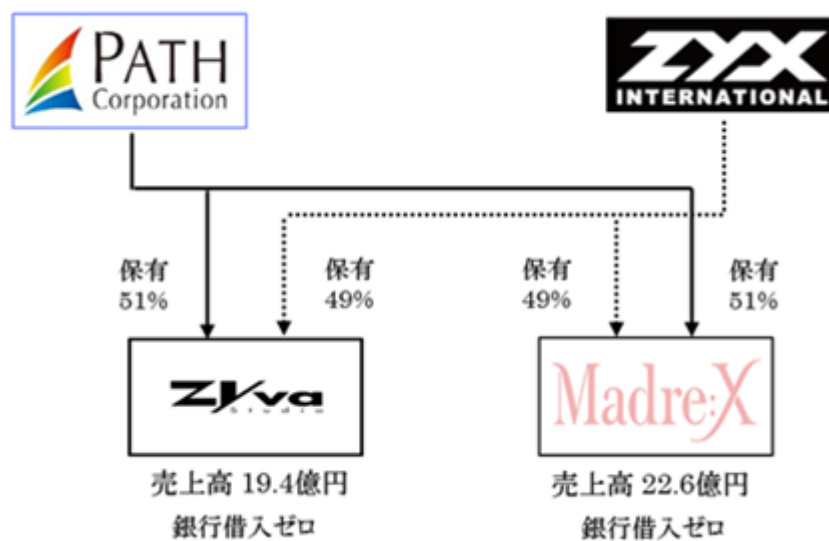 PATH
Corporation
ZYX
INTERNATIONAL
保有
51%
保有
49%
保有
49%
保有
51%
Zyva
Studio
Madre:X
売上高 19.4億円
銀行借入ゼロ
売上高 22.6億円
銀行借入ゼロ